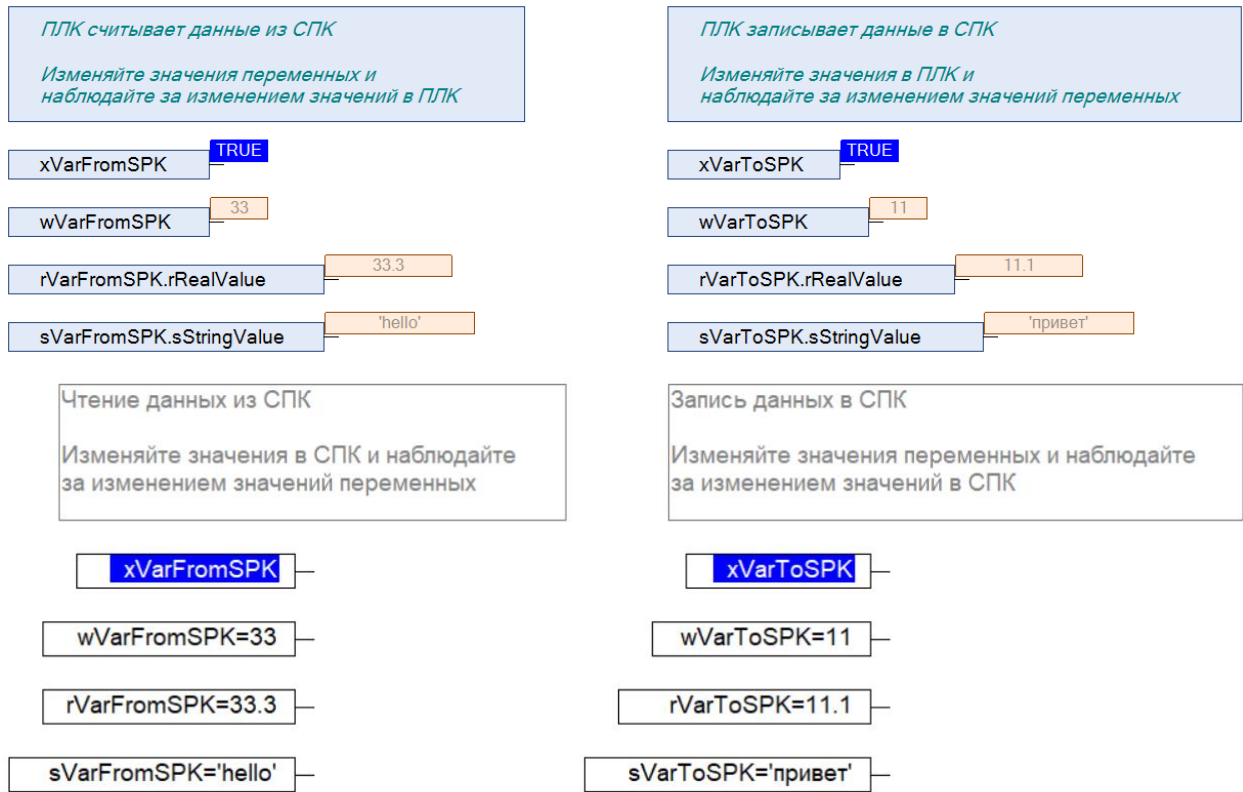 ПЛК считывает данные из СПК
Изменяйте значения переменных и
наблюдайте за изменением значений в ПЛК
xVarFromSPK
TRUE
wVarFromSPK
33
rVarFromSPK.rRealValue
33.3
sVarFromSPK.sStringValue
'hello'
ПЛК записывает данные в СПК
Изменяйте значения в ПЛК и
наблюдайте за изменением значений переменных
xVarToSPK
TRUE
wVarToSPK
11
rVarToSPK.rRealValue
11.1
sVarToSPK.sStringValue
'привет'
Чтение данных из СПК
Изменяйте значения в СПК и наблюдайте
за изменением значений переменных
xVarFromSPK
wVarFromSPK=33
rVarFromSPK=33.3
sVarFromSPK='hello'
Запись данных в СПК
Изменяйте значения переменных и наблюдайте
за изменением значений в СПК
xVarToSPK
wVarToSPK=11
rVarToSPK=11.1
sVarToSPK='привет'